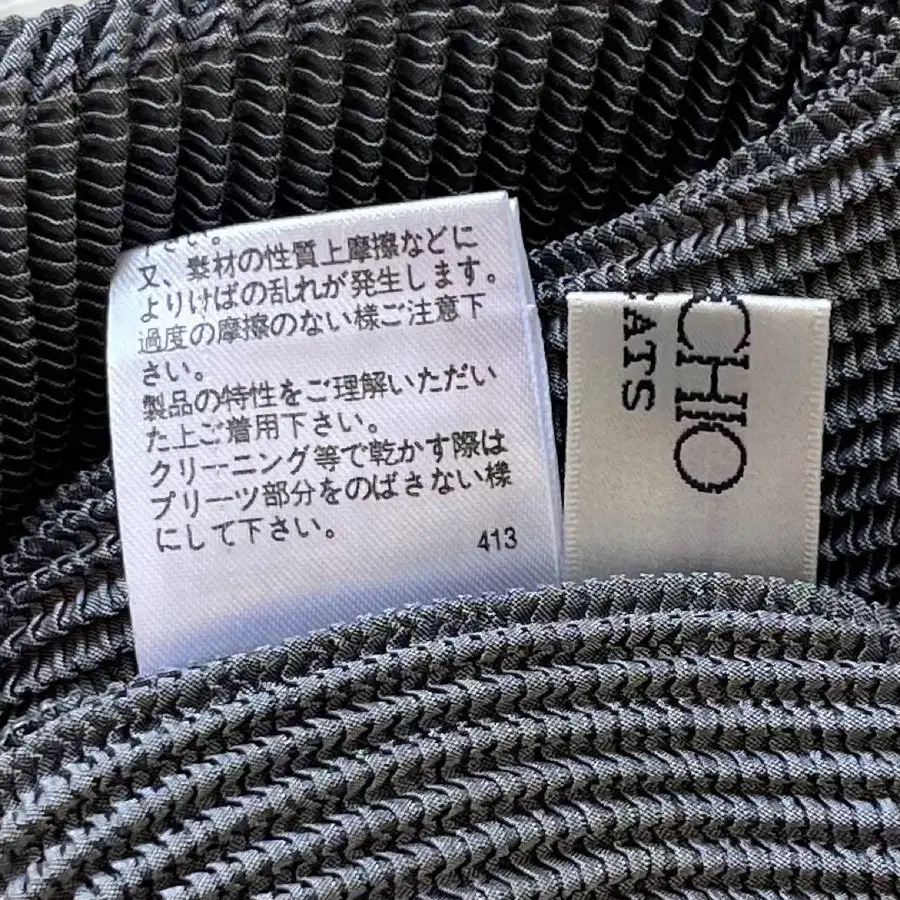 下さい。
又、素材の性質上摩擦などに
よりけばの乱れが発生します。
過度の摩擦のない様ご注意下
さい。
製品の特性をご理解いただい
た上ご着用下さい。
クリーニング等で乾かす際は
プリーツ部分をのばさない様
にして下さい。
413
CHIO
CATS